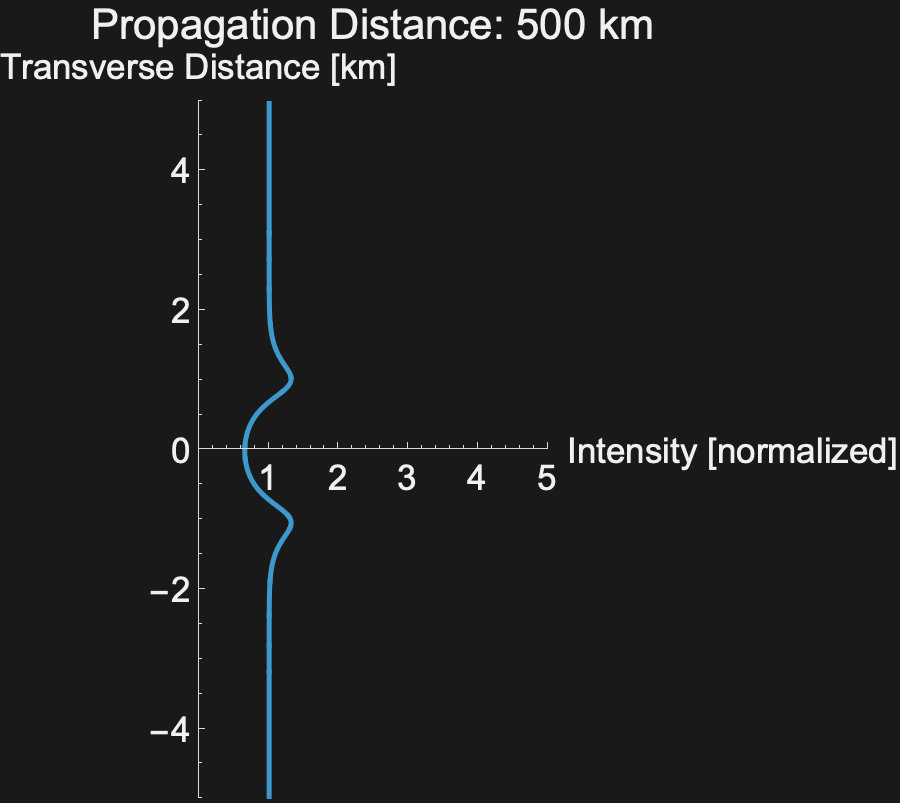 Propagation Distance: 500 km
Transverse Distance [km]
4
2
0
Intensity [normalized]
1 2 3 4 5
−2
−4